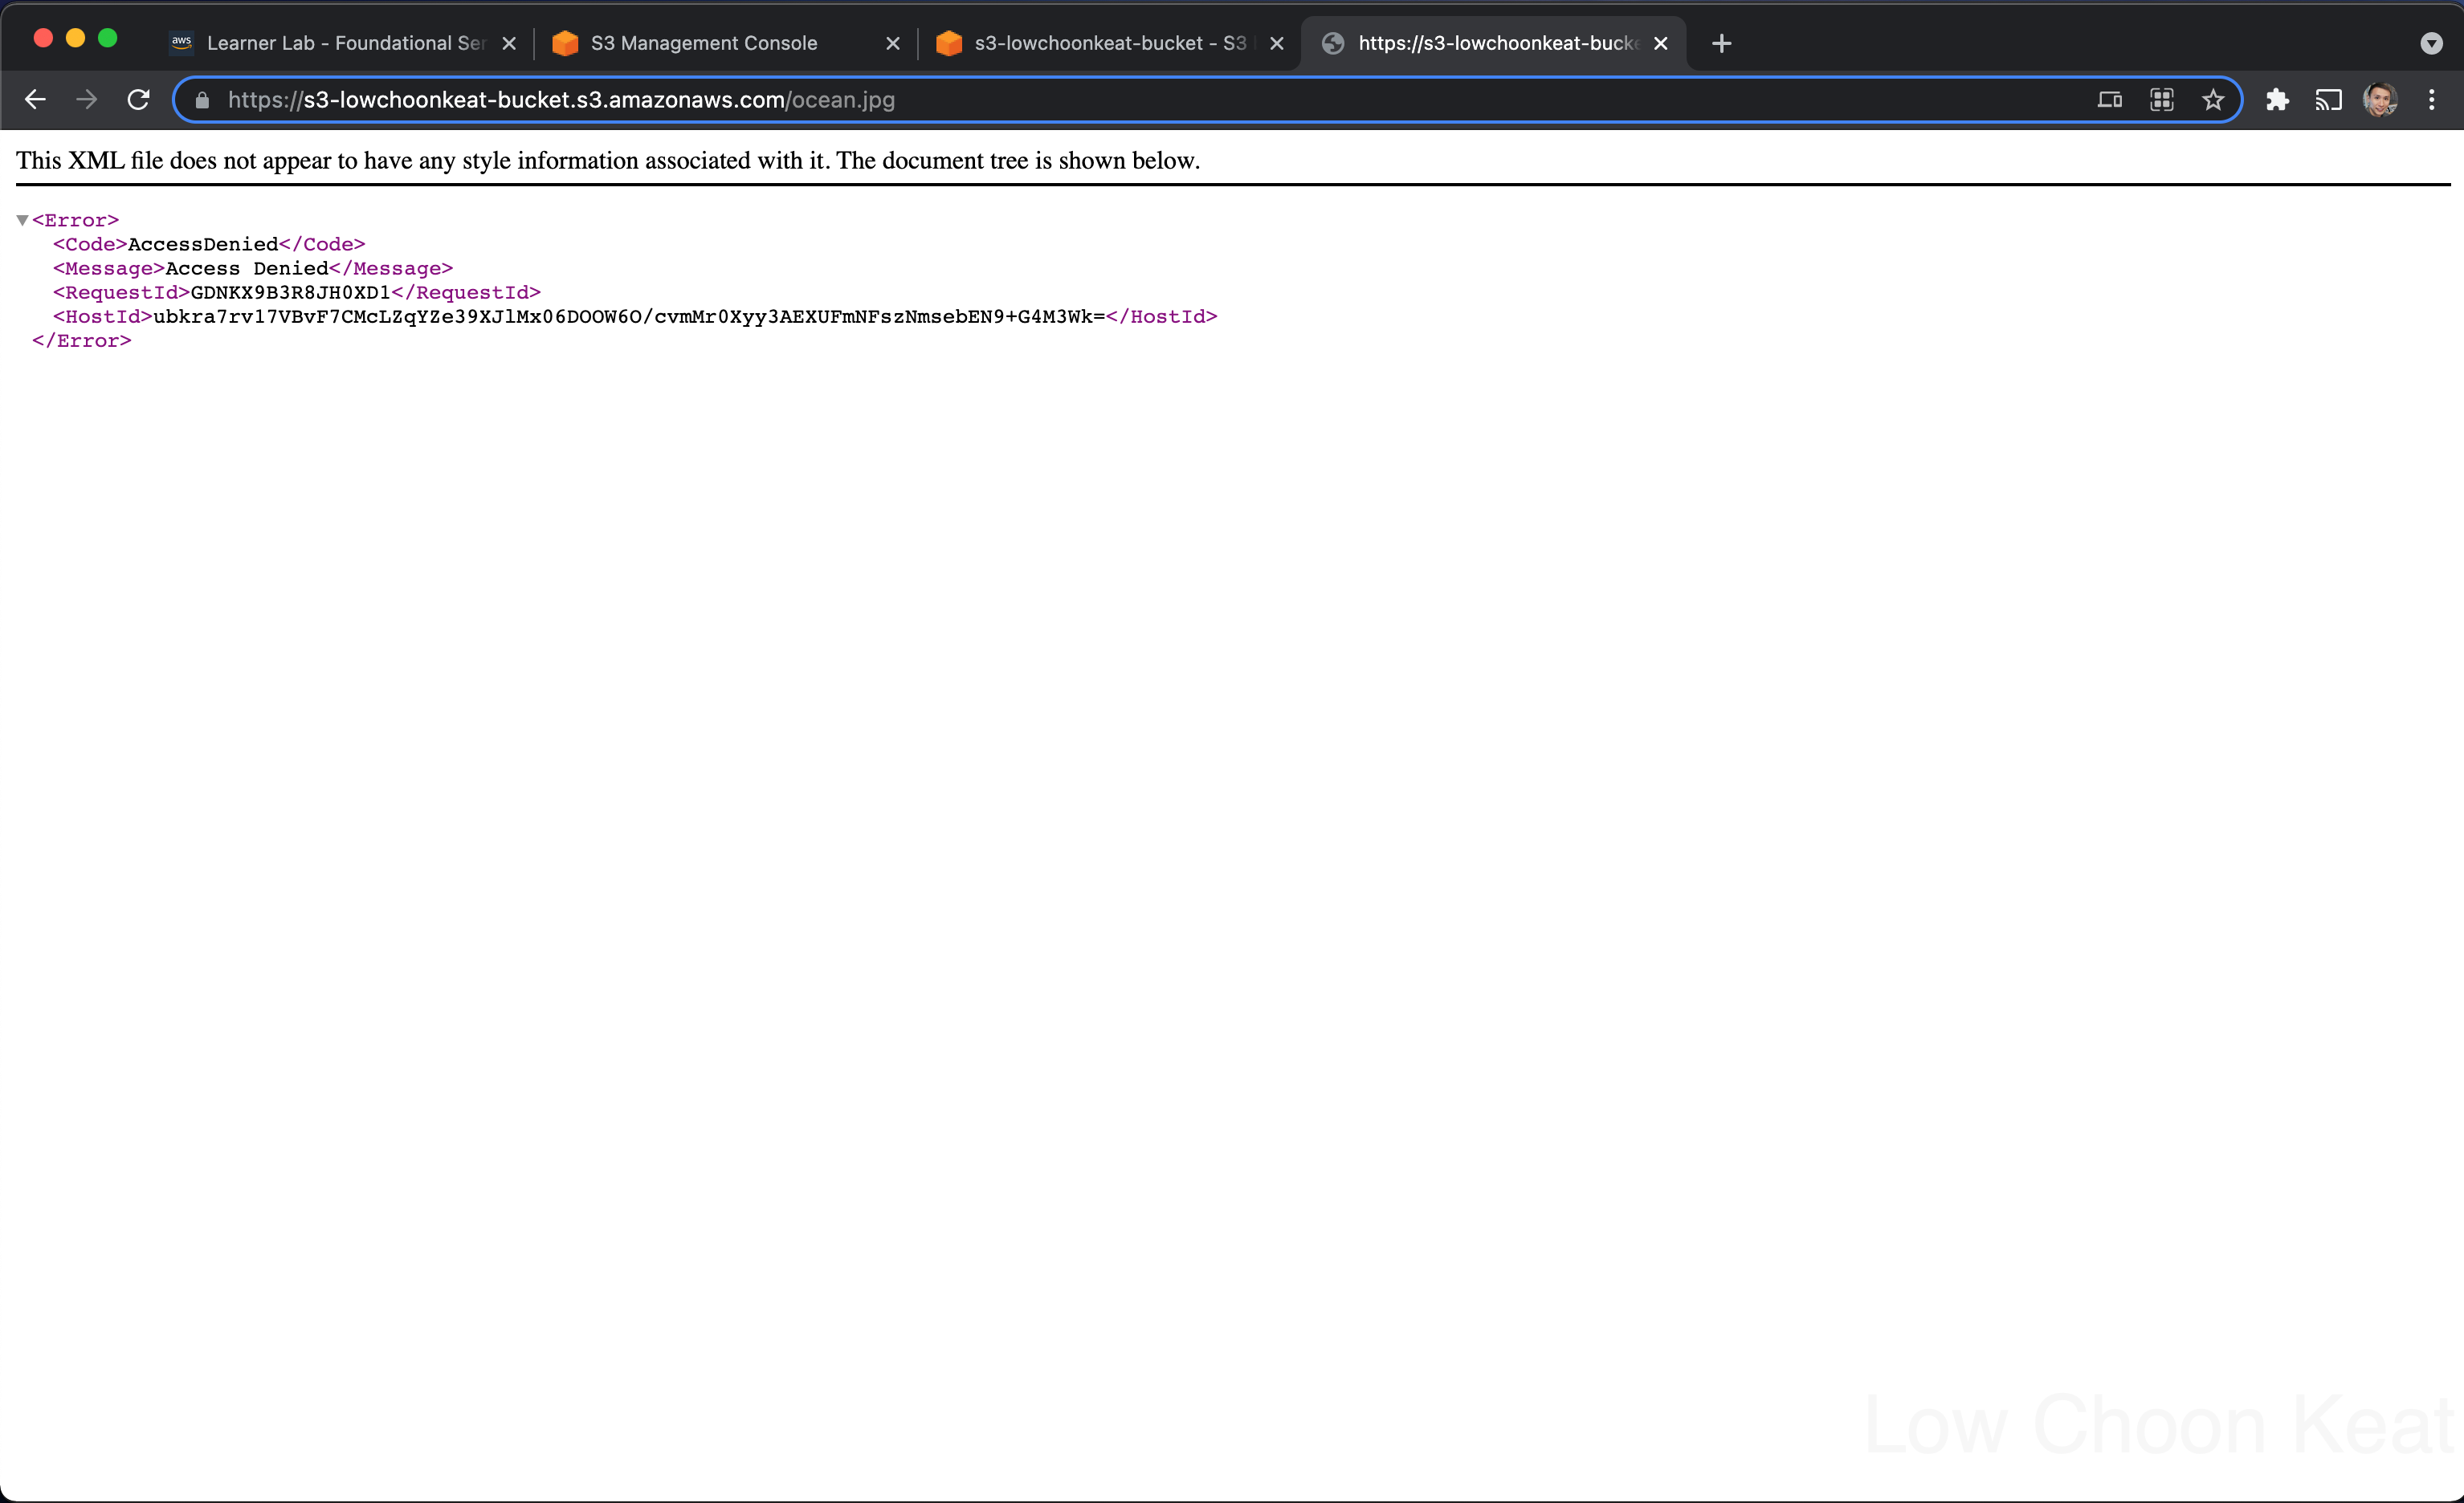 aws Learner Lab - Foundational Ser
S3 Management Console
s3-lowchoonkeat-bucket - S3
https://s3-lowchoonkeat-bucke
https://s3-lowchoonkeat-bucket.s3.amazonaws.com/ocean.jpg
This XML file does not appear to have any style information associated with it. The document tree is shown below.
▼<Error>
<Code>AccessDenied</Code>
<Message>Access Denied</Message>
<RequestId>GDNKX9B3R8JH0XD1</RequestId>
<HostId>ubkra7rv17VBvF7CMcLZqYZe39XJlMx06DOOW6O/cvmMr0Xyy3AEXUFmNFszNmsebEN9+G4M3Wk=</HostId>
</Error>
Low Choon Keat